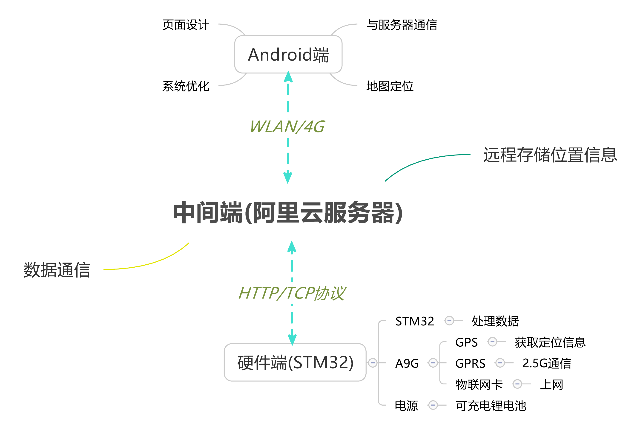 页面设计
与服务器通信
Android端
系统优化
地图定位
WLAN/4G
远程存储位置信息
中间端(阿里云服务器)
数据通信
HTTP/TCP协议
硬件端(STM32)
STM32
处理数据
A9G
GPS
获取定位信息
GPRS
2.5G通信
物联网卡
上网
电源
可充电锂电池